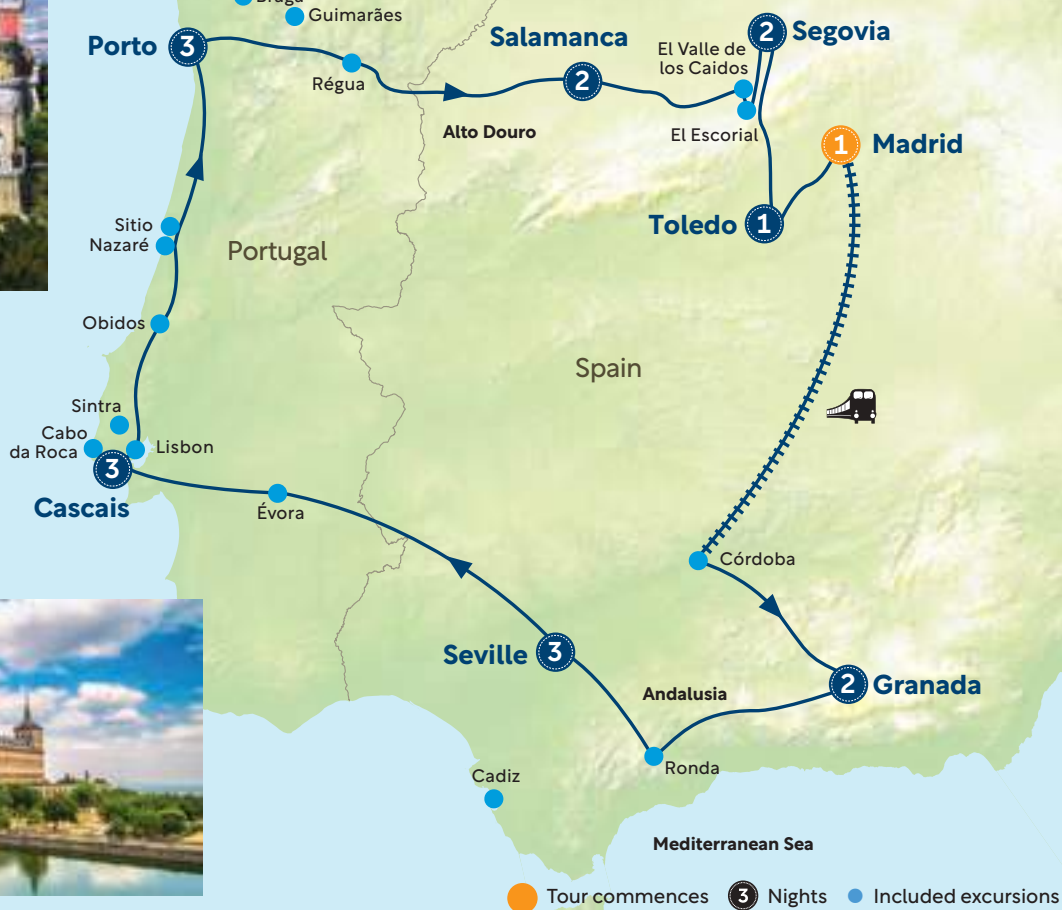 Braga
Guimarães
Porto 3
Régua
Salamanca
2
El Valle de
los Caidos
2 Segovia
El Escorial
Alto Douro
1 Madrid
Toledo 1
Sitio
Nazaré
Portugal
Obidos
Spain
Sintra
Cabo
da Roca
Lisbon
3
Cascais
Évora
Córdoba
Seville 3
Andalusia
2 Granada
Ronda
Cadiz
Mediterranean Sea
Tour commences 3 Nights Included excursions